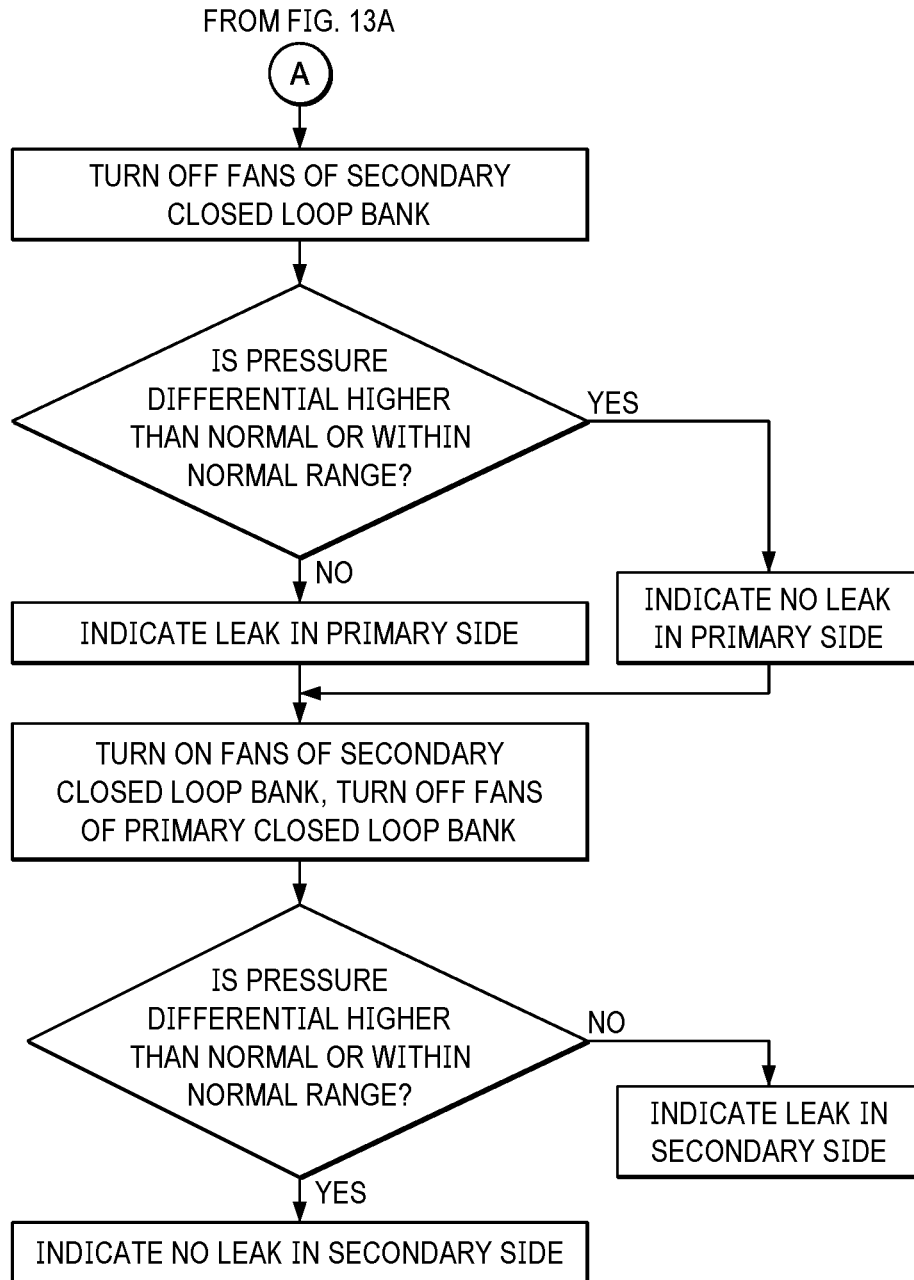 FROM FIG. 13A
A
TURN OFF FANS OF SECONDARY
CLOSED LOOP BANK
IS PRESSURE
DIFFERENTIAL HIGHER
THAN NORMAL OR WITHIN
NORMAL RANGE?
YES
NO
INDICATE NO LEAK
IN PRIMARY SIDE
INDICATE LEAK IN PRIMARY SIDE
TURN ON FANS OF SECONDARY
CLOSED LOOP BANK, TURN OFF FANS
OF PRIMARY CLOSED LOOP BANK
IS PRESSURE
DIFFERENTIAL HIGHER
THAN NORMAL OR WITHIN
NORMAL RANGE?
NO
INDICATE LEAK IN
SECONDARY SIDE
YES
INDICATE NO LEAK IN SECONDARY SIDE